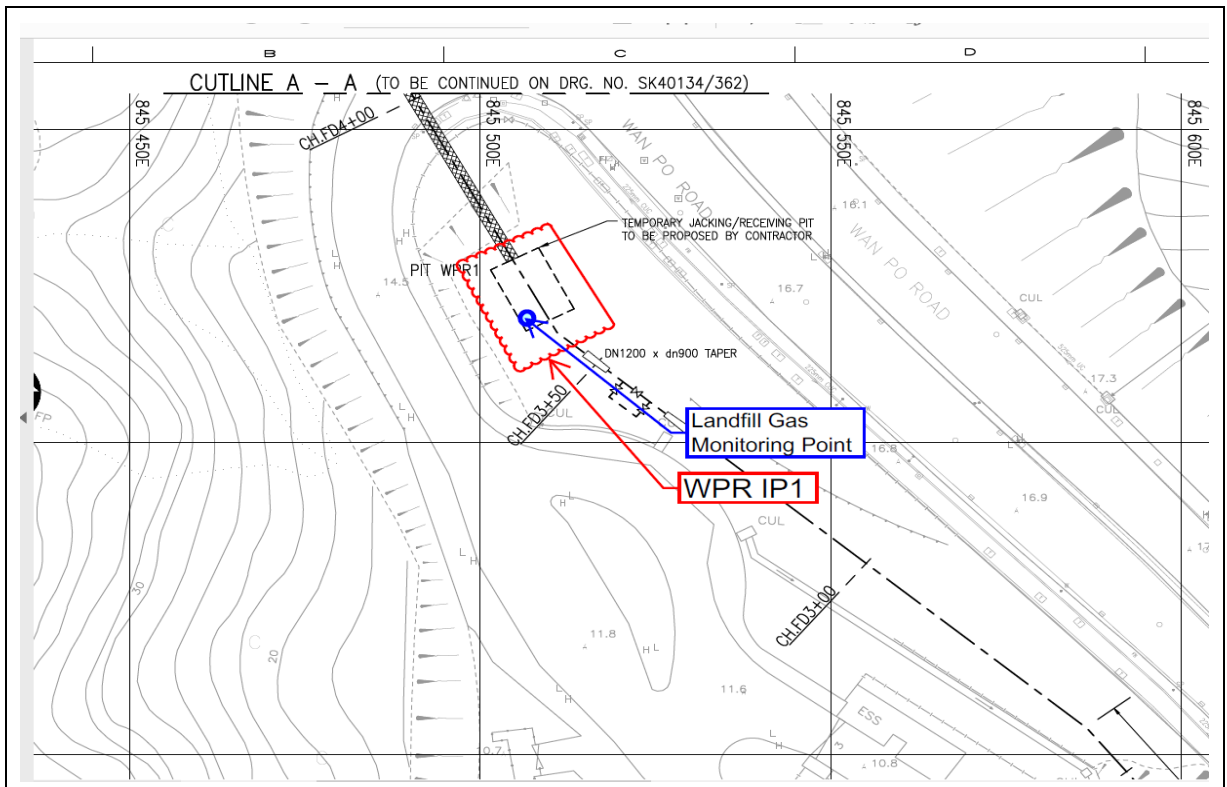 B
C
D
CUTLINE A – A (TO BE CONTINUED ON DRG. NO. SK40134/362)
845 450E
845 500E
845 550E
845 600E
CH.FD4+00
H
WAN PO ROAD
16.1
TEMPORARY JACKING/RECEIVING PIT
TO BE PROPOSED BY CONTRACTOR
WAN PO ROAD
PIT WPR1
14.5
16.7
CUL
DN1200 x dn900 TAPER
17.3
CUL
FP
CUL
CH.FD3+50
Landfill Gas
Monitoring Point
16.8
WPR IP1
16.9
CUL
30
CH.FD3+00
11.8
H L
20
11.6
ESS
3
10.7
10.8